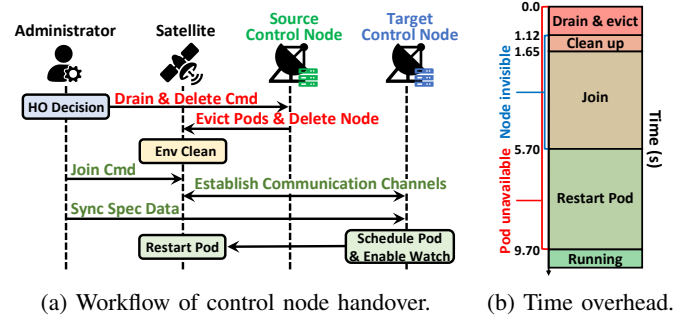 Administrator
Satellite
Source
Control Node
Target
Control Node
HO Decision
Drain & Delete Cmd
Evict Pods & Delete Node
Env Clean
Join Cmd
Establish Communication Channels
Sync Spec Data
Restart Pod
Schedule Pod
& Enable Watch
(a) Workflow of control node handover.
0.0
Drain & evict
1.12
Clean up
1.65
Join
5.70
Restart Pod
9.70
Running
Node invisible
Pod unavailable
Time (s)
(b) Time overhead.